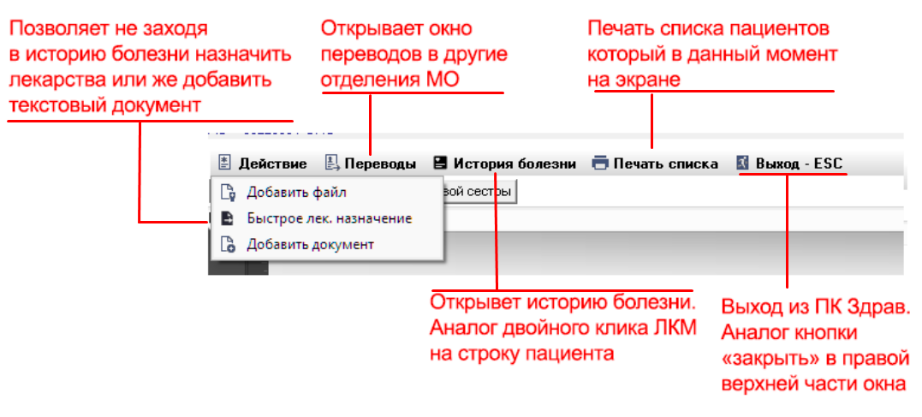 Позволяет не заходя
в историю болезни назначить
лекарства или же добавить
текстовый документ
Открывает окно
переводов в другие
отделения МО
Печать списка пациентов
который в данный момент
на экране
Действие Переводы История болезни Печать списка Выход - ESC
Добавить файл
вой сестры
Быстрое лек. назначение
Добавить документ
Открывет историю болезни.
Аналог двойного клика ЛКМ
на строку пациента
Выход из ПК Здрав.
Аналог кнопки
«закрыть» в правой
верхней части окна